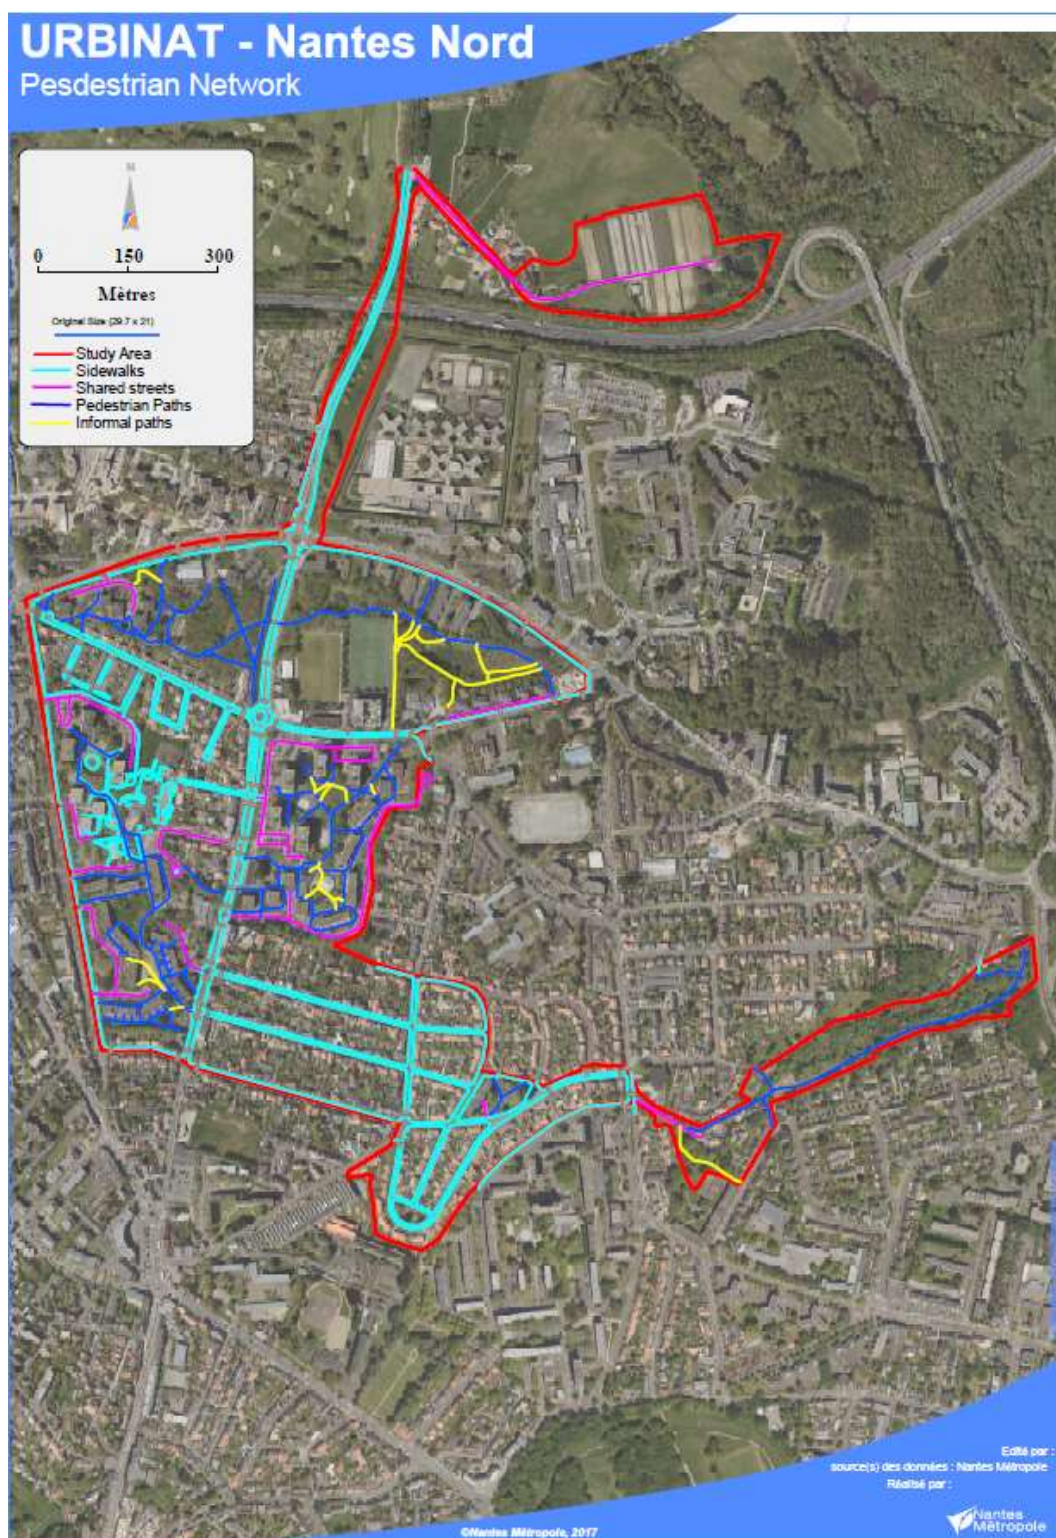 URBINAT - Nantes Nord
Pesdestrian Network
N
0 150 300
Mètres
Original Size (29.7 x 21)
Study Area
Sidewalks
Shared streets
Pedestrian Paths
Informal paths
Edité par :
source(s) des données : Nantes Métropole
Réalisé par :
Nantes
Métropole
©Nantes Métropole, 2017